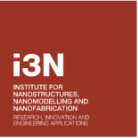 i3N
INSTITUTE FOR
NANOSTRUCTURES,
NANOMODELLING AND
NANOFABRICATION
RESEARCH, INNOVATION AND
ENGINEERING APPLICATIONS